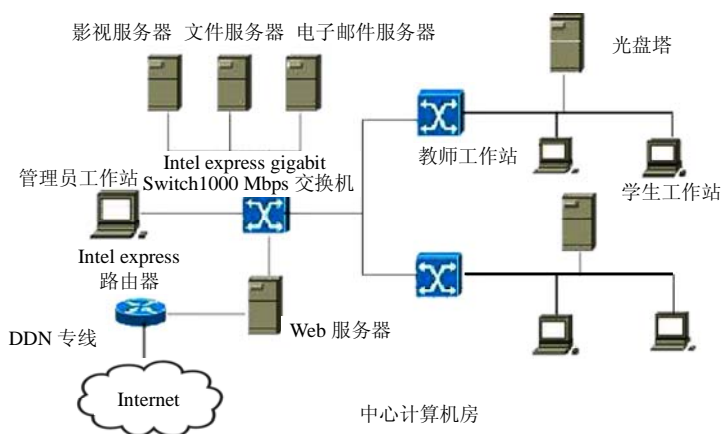 影视服务器 文件服务器 电子邮件服务器
光盘塔
Intel express gigabit
Switch1000 Mbps 交换机
教师工作站
管理员工作站
学生工作站
Intel express
路由器
Web 服务器
DDN 专线
Internet
中心计算机房